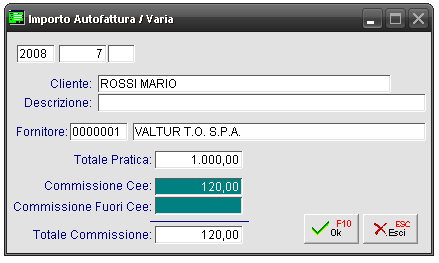 Importo Autofattura / Varia
2008 7
Cliente: ROSSI MARIO
Descrizione:
Fornitore: 0000001 VALTUR T.O. S.P.A.
Totale Pratica: 1.000,00
Commissione Cee: 120,00
Commissione Fuori Cee:
Totale Commissione: 120,00
F10
Ok
ESC
Esci